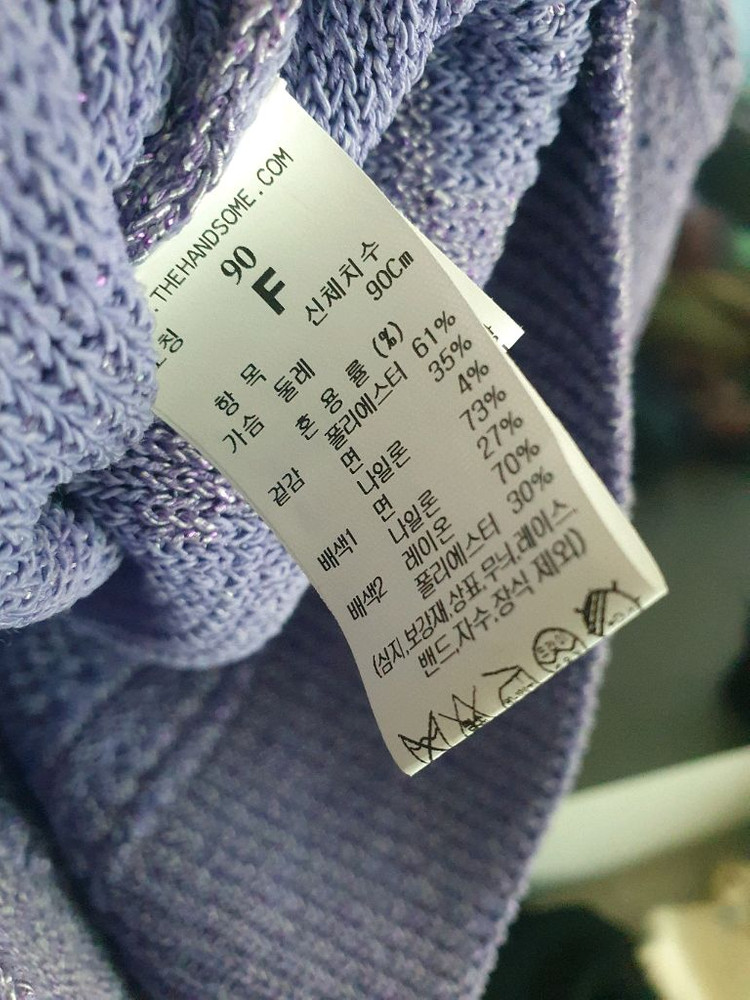 .THEHANDSOME.COM
칭 90
F
항 목 신체치수
가슴 둘레 90Cm
혼 용 률 (%)
겉감 폴리에스터 61%
면 35%
나일론 4%
배색1 면 73%
나일론 27%
배색2 레이온 70%
폴리에스터 30%
(심지,보강재,상표,무늬,레이스,
밴드,자수,장식 제외)